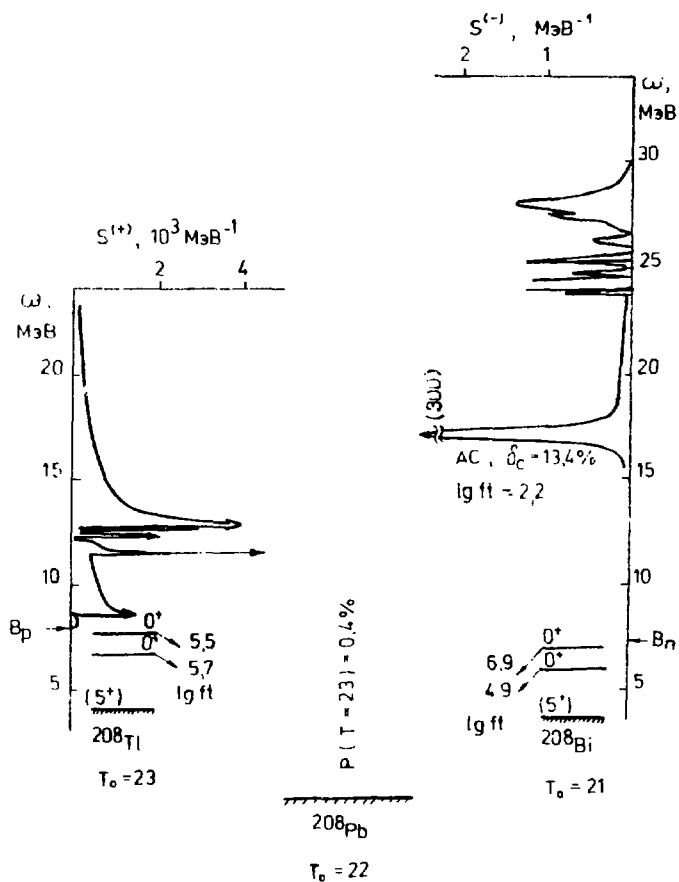 S⁽⁻⁾, МэВ⁻¹
2 1
ω,
МэВ
30
25
20
15
10
5
S⁽⁺⁾, 10³ МэВ⁻¹
2 4
ω,
МэВ
20
15
10
5
(300)
АС, δ_C = 13,4%
lg ft = 2,2
Bₚ
0⁺
5,5
0⁺
5,7
lg ft
(5⁺)
²⁰⁸Tl
T₀ = 23
P(T = 23) = 0,4%
²⁰⁸Pb
T₀ = 22
0⁺
Bₙ
6,9
0⁺
4,9
lg ft
(5⁺)
²⁰⁸Bi
T₀ = 21